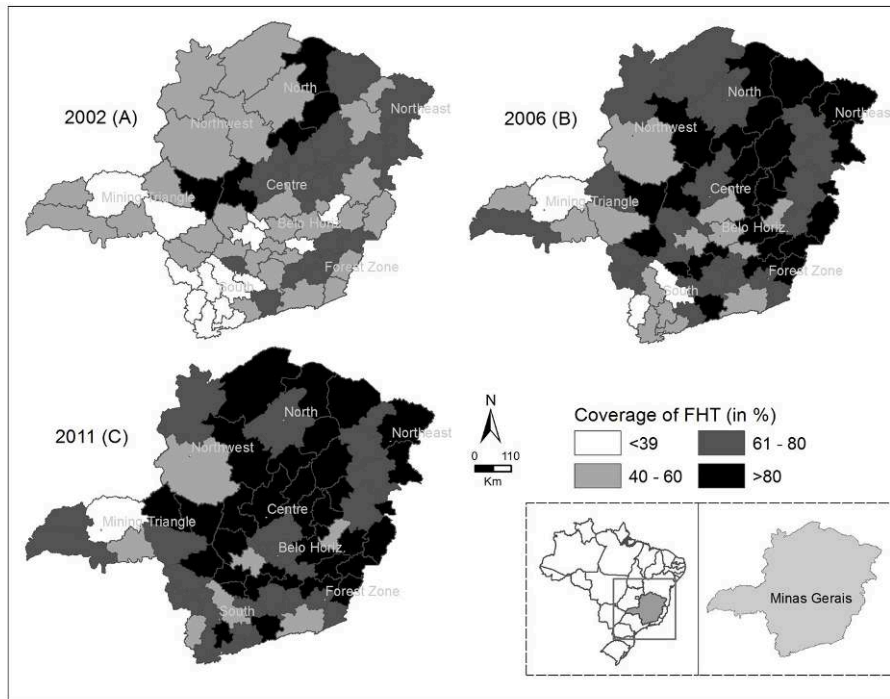 2002 (A)
North
Northeast
Northwest
Mining Triangle
Centre
Belo Horiz.
Forest Zone
South
2006 (B)
North
Northeast
Northwest
Mining Triangle
Centre
Belo Horiz.
Forest Zone
South
2011 (C)
North
Northeast
Northwest
Mining Triangle
Centre
Belo Horiz.
Forest Zone
South
N
0 110
Km
Coverage of FHT (in %)
<39 61 - 80
40 - 60 >80
Minas Gerais